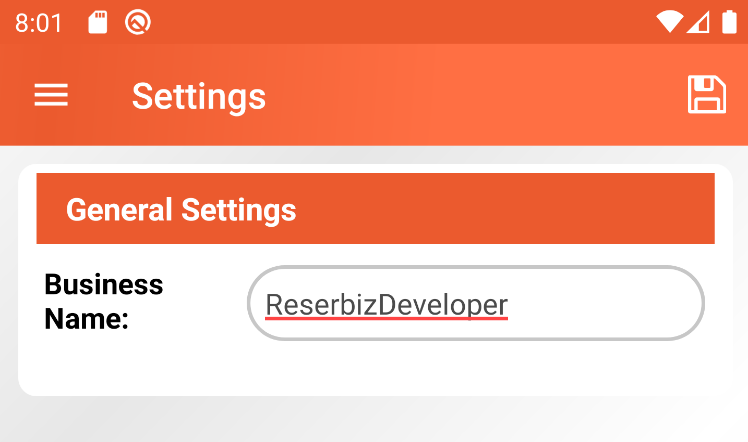 8:01
Settings
General Settings
Business
Name:
ReserbizDeveloper